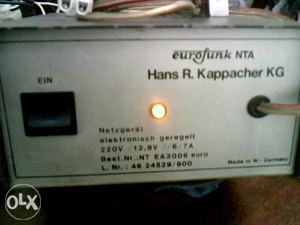 eurofunk NTA
Hans R. Kappacher KG
EIN
Netzgerät
elektronisch geregelt
220V / 12,8V // 6/7A
Best.Nr.: NT EA3006 euro
L. Nr.: 46 24529/900
Made in W.-Germany
OLX